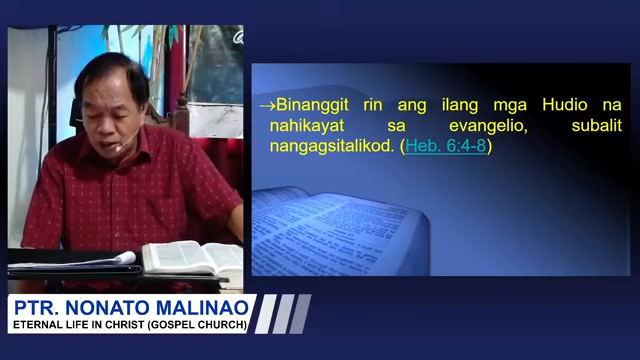 →Binanggit rin ang ilang mga Hudio na
nahikayat sa evangelio, subalit
nangagsitalikod. (Heb. 6:4-8)
PTR. NONATO MALINAO
ETERNAL LIFE IN CHRIST (GOSPEL CHURCH)